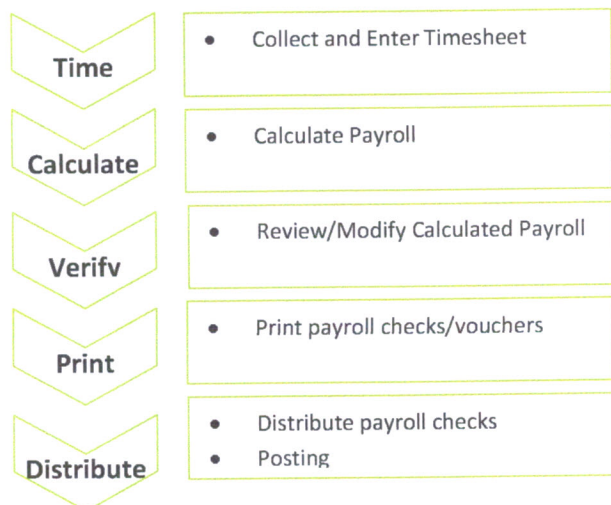 Time
• Collect and Enter Timesheet
Calculate
• Calculate Payroll
Verify
• Review/Modify Calculated Payroll
Print
• Print payroll checks/vouchers
Distribute
• Distribute payroll checks
• Posting